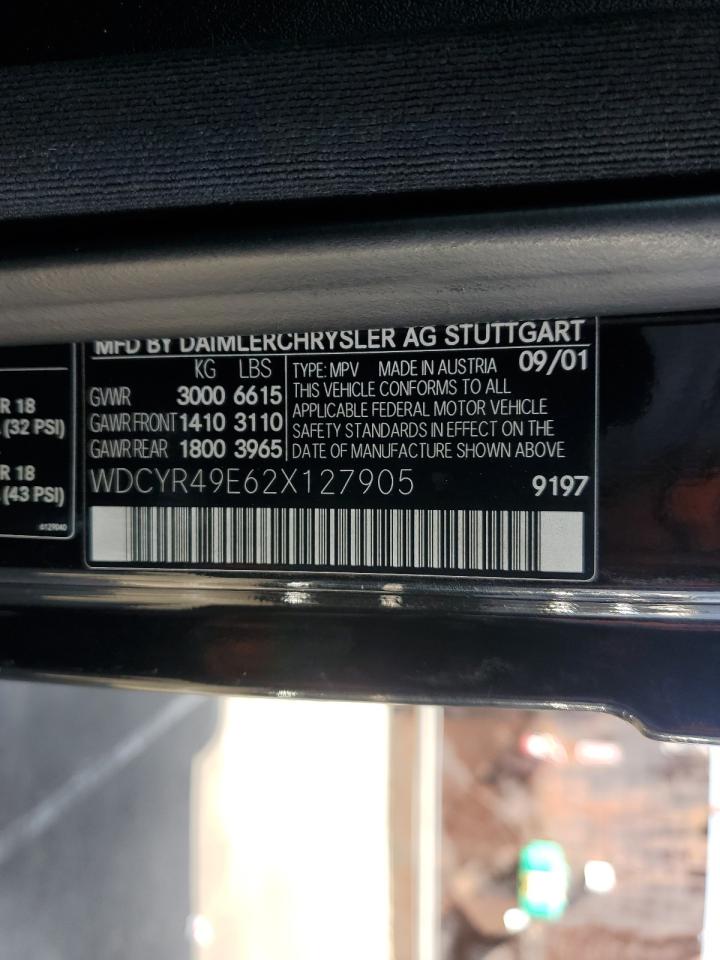 MFD BY DAIMLERCHRYSLER AG STUTTGART
KG LBS
GVWR 3000 6615
GAWR FRONT 1410 3110
GAWR REAR 1800 3965
TYPE: MPV MADE IN AUSTRIA 09/01
THIS VEHICLE CONFORMS TO ALL
APPLICABLE FEDERAL MOTOR VEHICLE
SAFETY STANDARDS IN EFFECT ON THE
DATE OF MANUFACTURE SHOWN ABOVE
WDCYR49E62X127905 9197
R 18
(32 PSI)
R 18
(43 PSI)
6129040